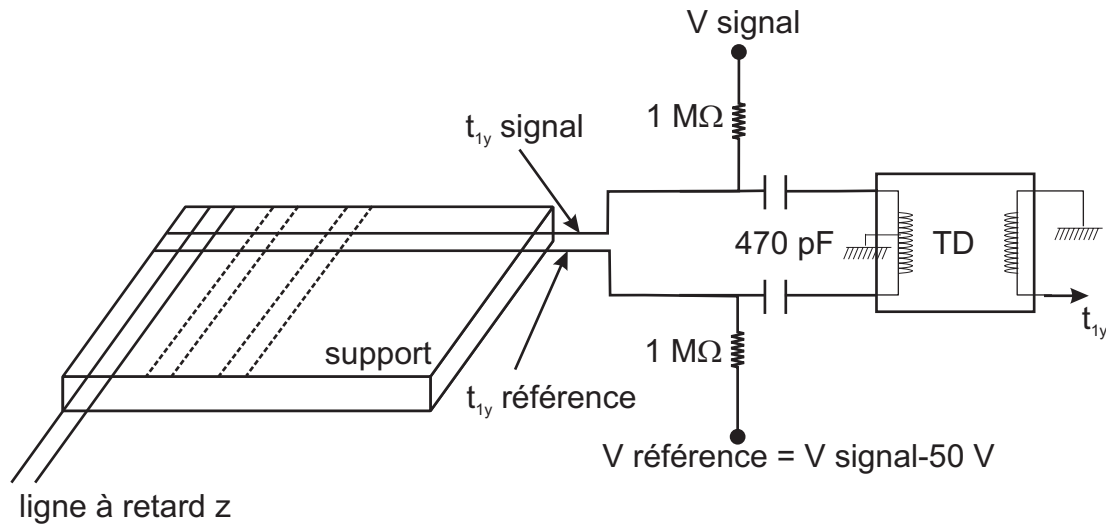 V signal
1 MΩ
t1y signal
470 pF
TD
t1y
support
1 MΩ
t1y référence
V référence = V signal-50 V
ligne à retard z